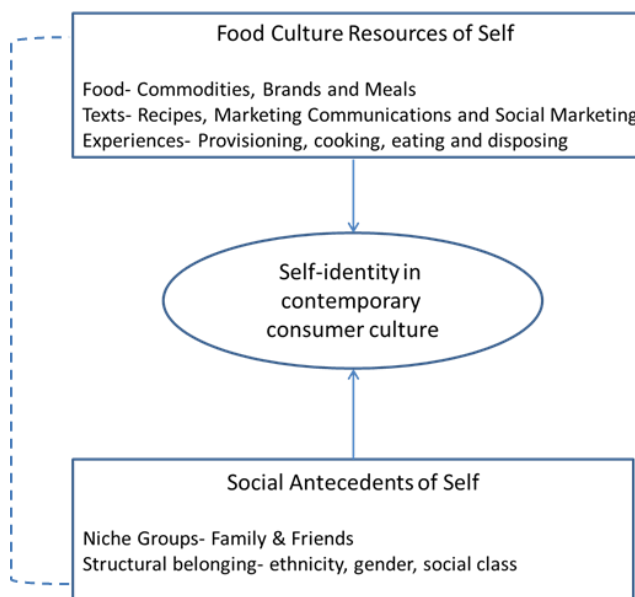 Food Culture Resources of Self
Food- Commodities, Brands and Meals
Texts- Recipes, Marketing Communications and Social Marketing
Experiences- Provisioning, cooking, eating and disposing
Self-identity in
contemporary
consumer culture
Social Antecedents of Self
Niche Groups- Family & Friends
Structural belonging- ethnicity, gender, social class